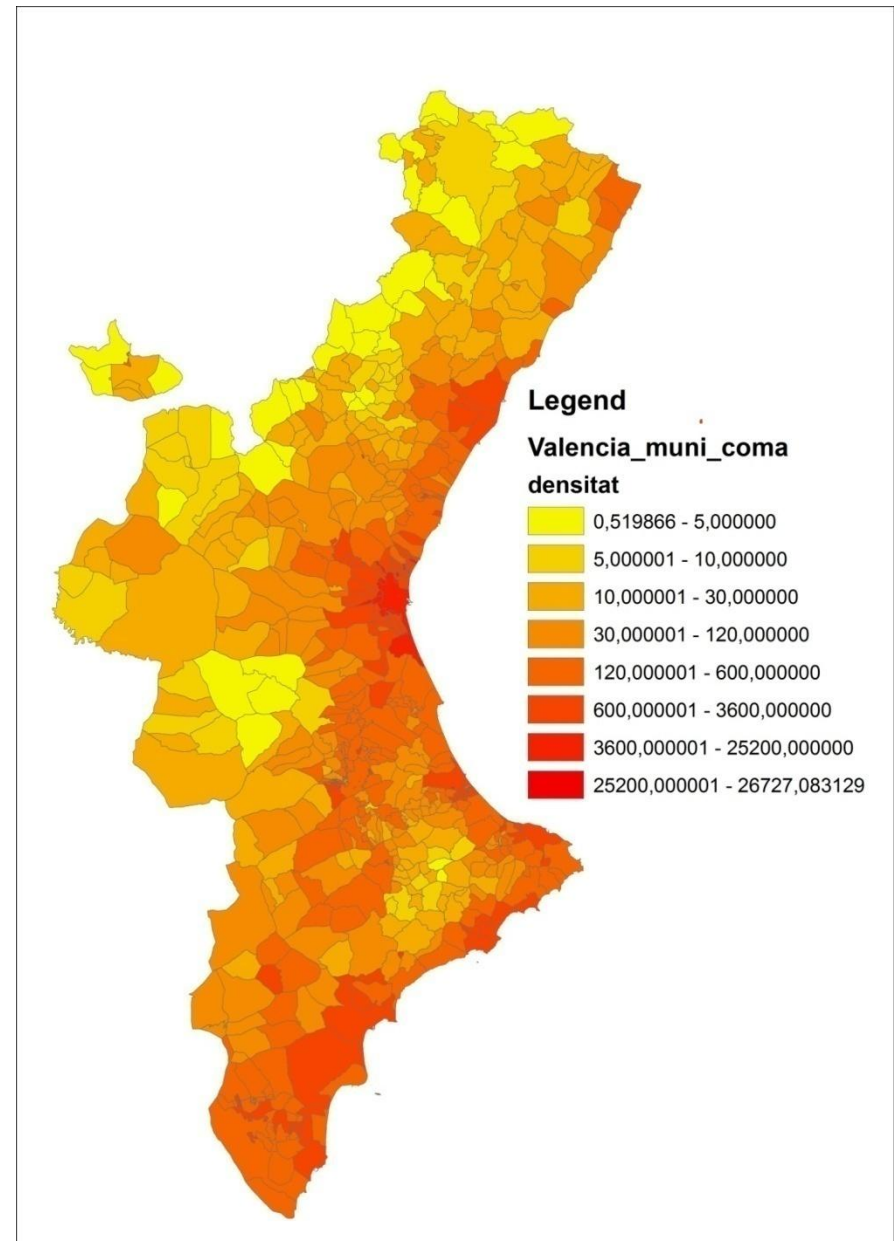 Legend
Valencia_muni_coma
densitat
0,519866 - 5,000000
5,000001 - 10,000000
10,000001 - 30,000000
30,000001 - 120,000000
120,000001 - 600,000000
600,000001 - 3600,000000
3600,000001 - 25200,000000
25200,000001 - 26727,083129